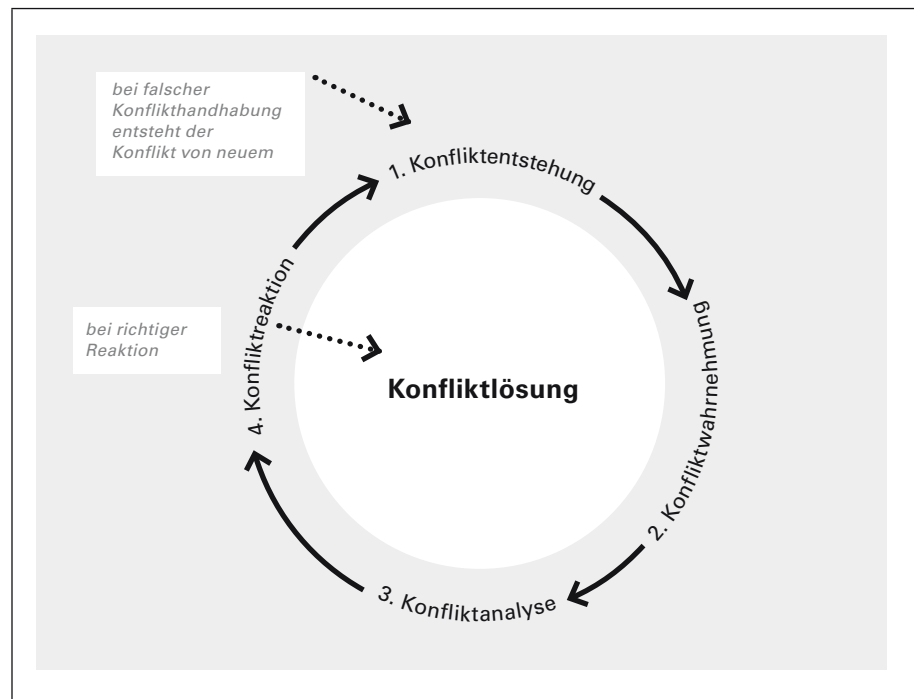 bei falscher
Konflikthandhabung
entsteht der
Konflikt von neuem
1. Konfliktentstehung
2. Konfliktwahrnehmung
3. Konfliktanalyse
4. Konfliktreaktion
bei richtiger
Reaktion
Konfliktlösung